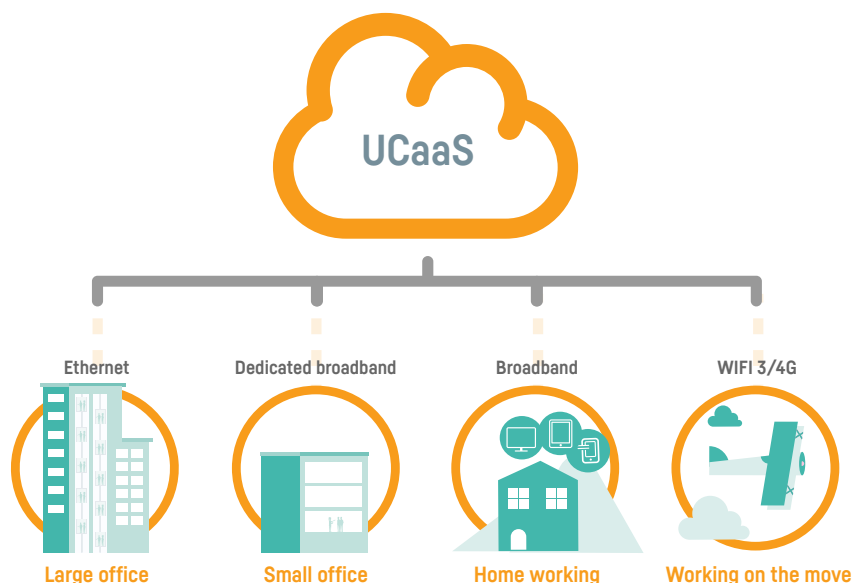 UCaaS
Ethernet
Dedicated broadband
Broadband
WIFI 3/4G
Large office
Small office
Home working
Working on the move